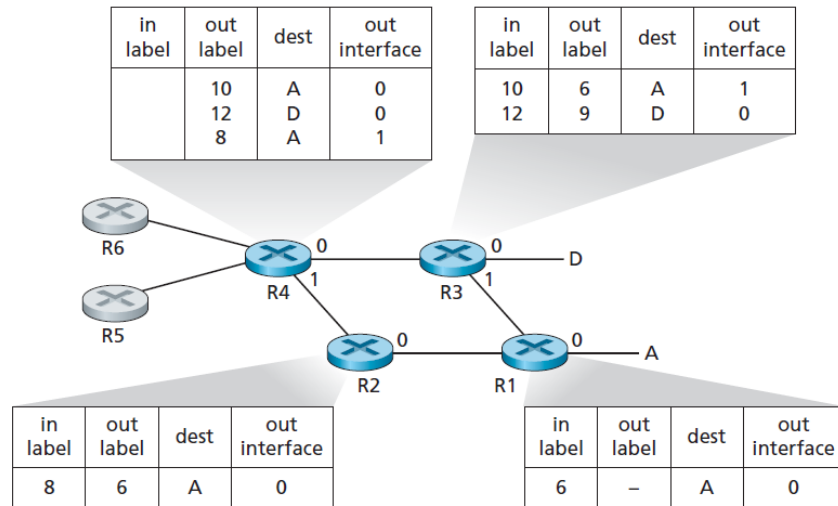 in label out label dest out interface
10 A 0
12 D 0
8 A 1
in label out label dest out interface
10 6 A 1
12 9 D 0
R6
R5
0
1
R4
0
1
R3
D
0
R2
0
R1
A
in label out label dest out interface
8 6 A 0
in label out label dest out interface
6 – A 0